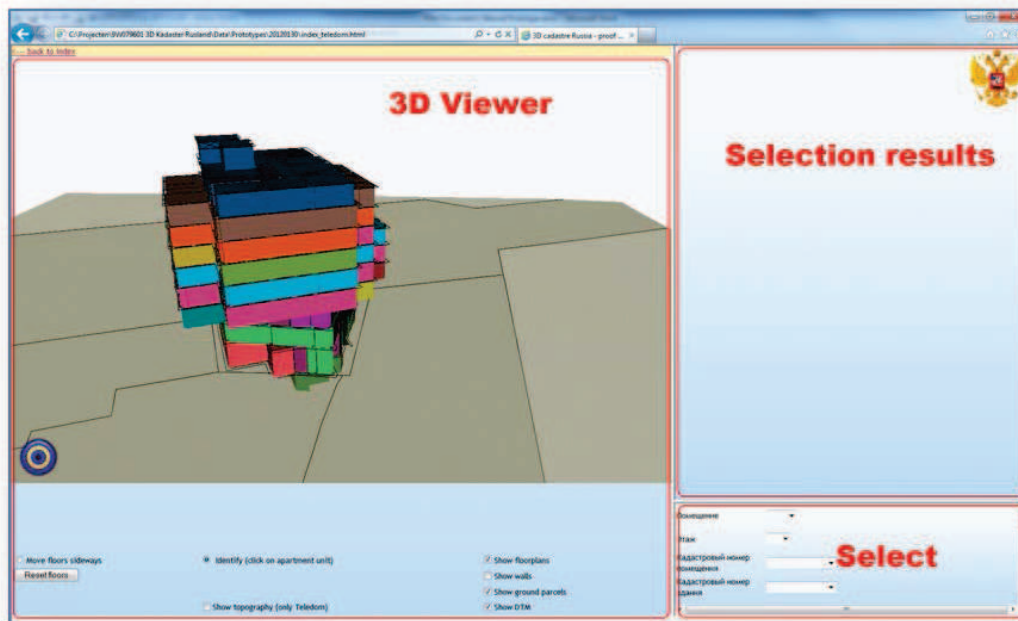 C:\Projecten\9W079601 3D Kadaster Rusland\Data\Prototypes\20120130\index_teledom.html
3D cadastre Russia - proof ...
back to index
3D Viewer
Selection results
Move floors sideways
Identify (click on apartment unit)
Show floorplans
Reset floors
Show walls
Show ground parcels
Show topography (only Teledom)
Show DTM
Помещение
Этаж
Кадастровый номер
помещения
Кадастровый номер
здания
Select